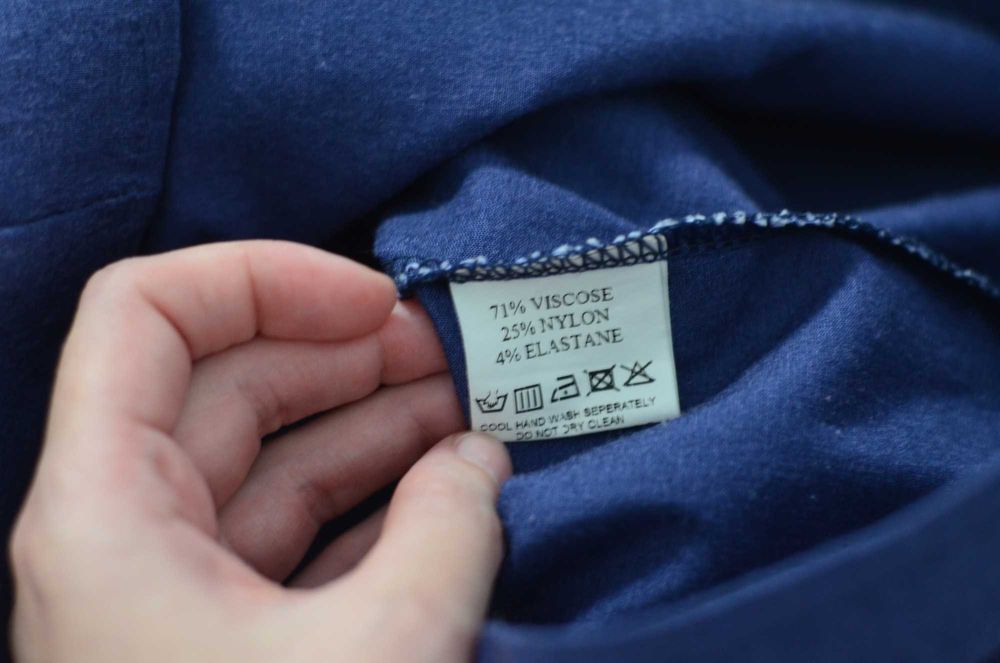 71% VISCOSE
25% NYLON
4% ELASTANE
COOL HAND WASH SEPERATELY
DO NOT DRY CLEAN